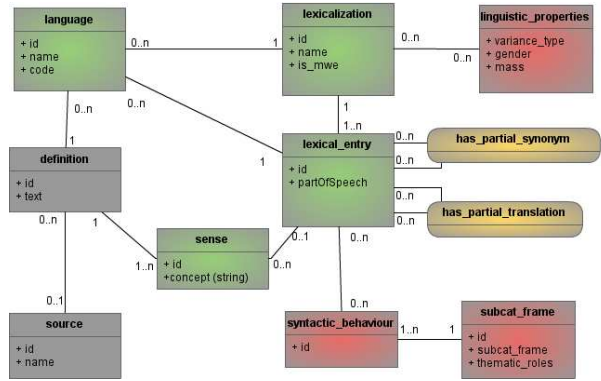 language
+ id
+ name
+ code
0..n
1
lexicalization
+ id
+ name
+ is_mwe
0..n
0..n
linguistic_properties
+ variance_type
+ gender
+ mass
0..n
0..n
1
1..n
1
1
definition
+ id
+ text
lexical_entry
+ id
+ partOfSpeech
0..n
0..n
has_partial_synonym
0..n
0..n
has_partial_translation
0..n
1
1..n
sense
+ id
+concept (string)
0..1
0..n
0..n
0..n
0..1
source
+ id
+ name
syntactic_behaviour
+ id
1..n
1
subcat_frame
+ id
+ subcat_frame
+ thematic_roles